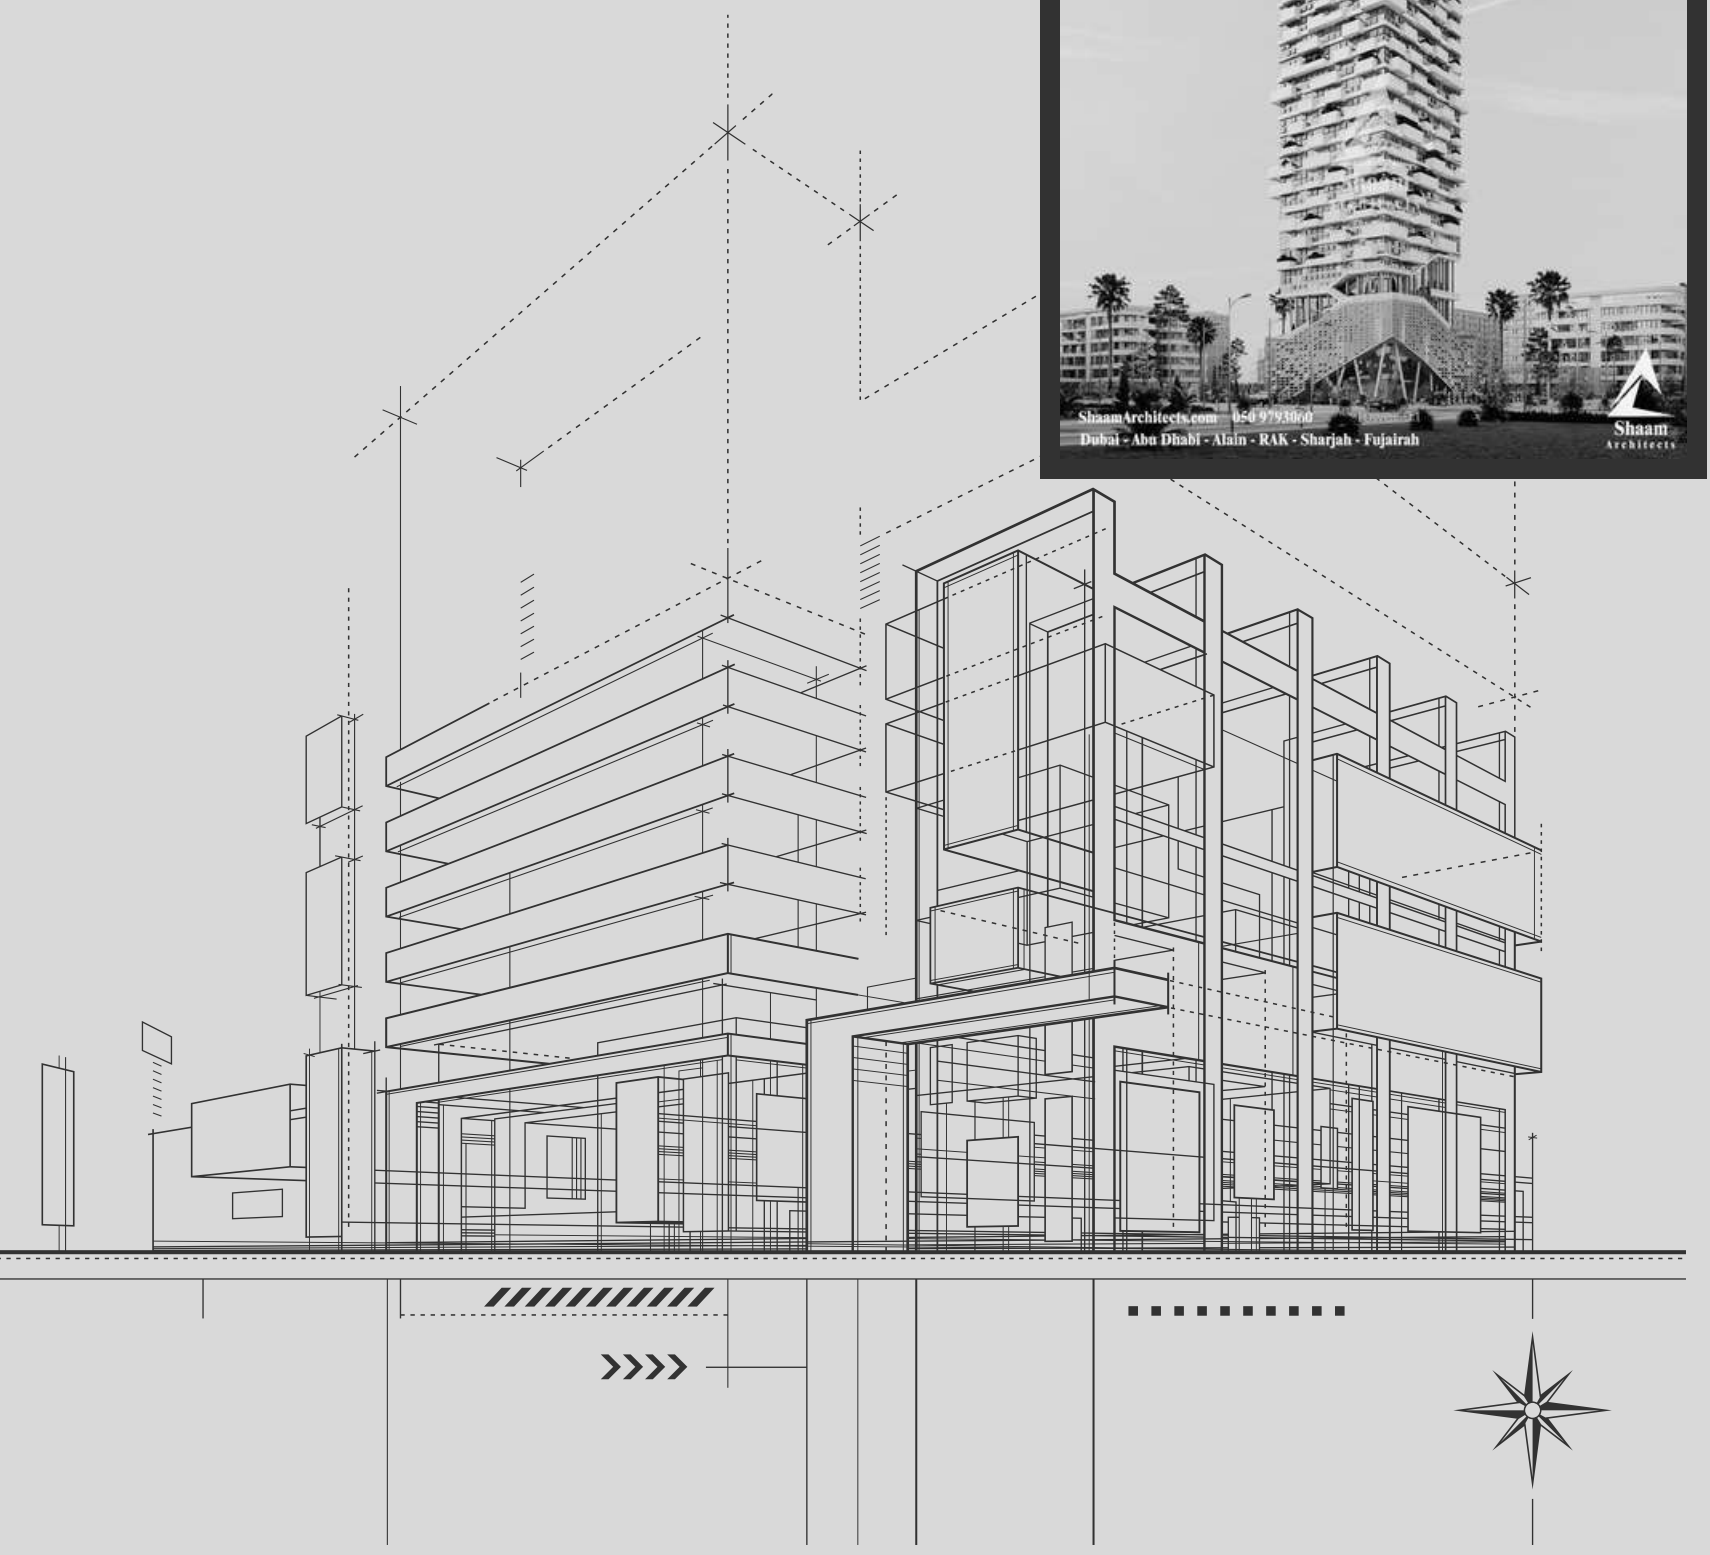 ShaamArchitects.com 050 9793060
Dubai - Abu Dhabi - Alain - RAK - Sharjah - Fujairah
Shaam
Architects